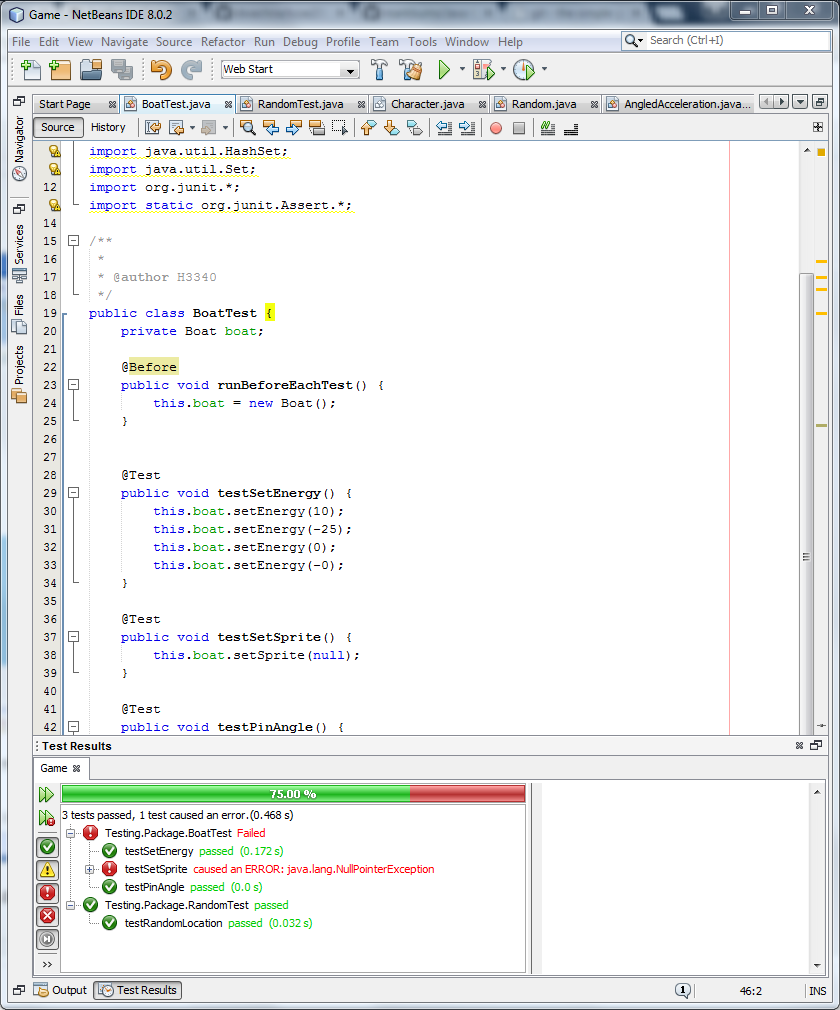 Game - NetBeans IDE 8.0.2
File Edit View Navigate Source Refactor Run Debug Profile Team Tools Window Help
Search (Ctrl+I)
Web Start
Start Page BoatTest.java RandomTest.java Character.java Random.java AngledAcceleration.java...
Source History
Navigator
Services
Files
Projects
import java.util.HashSet;
import java.util.Set;
12 import org.junit.*;
import static org.junit.Assert.*;
14
15 /**
16 *
17 * @author H3340
18 */
19 public class BoatTest {
20 private Boat boat;
21
22 @Before
23 public void runBeforeEachTest() {
24 this.boat = new Boat();
25 }
26
27
28 @Test
29 public void testSetEnergy() {
30 this.boat.setEnergy(10);
31 this.boat.setEnergy(-25);
32 this.boat.setEnergy(0);
33 this.boat.setEnergy(-0);
34 }
35
36 @Test
37 public void testSetSprite() {
38 this.boat.setSprite(null);
39 }
40
41 @Test
42 public void testPinAngle() {
Test Results
Game
75.00 %
3 tests passed, 1 test caused an error.(0.468 s)
Testing.Package.BoatTest Failed
testSetEnergy passed (0.172 s)
testSetSprite caused an ERROR: java.lang.NullPointerException
testPinAngle passed (0.0 s)
Testing.Package.RandomTest passed
testRandomLocation passed (0.032 s)
>>
Output Test Results 1 46:2 INS